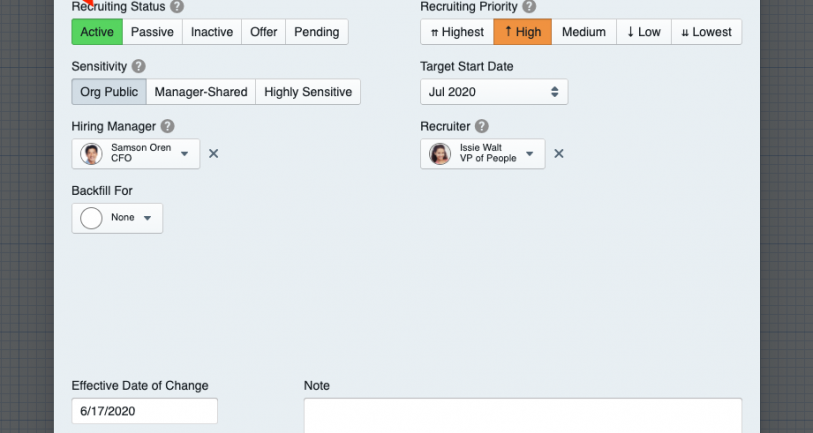 Recruiting Status ?
Recruiting Priority ?
Active Passive Inactive Offer Pending
⇈ Highest ↑ High Medium ↓ Low ⇊ Lowest
Sensitivity ?
Target Start Date
Org Public Manager-Shared Highly Sensitive
Jul 2020
Hiring Manager ?
Recruiter ?
Samson Oren
CFO
Issie Walt
VP of People
Backfill For
None
Effective Date of Change
Note
6/17/2020